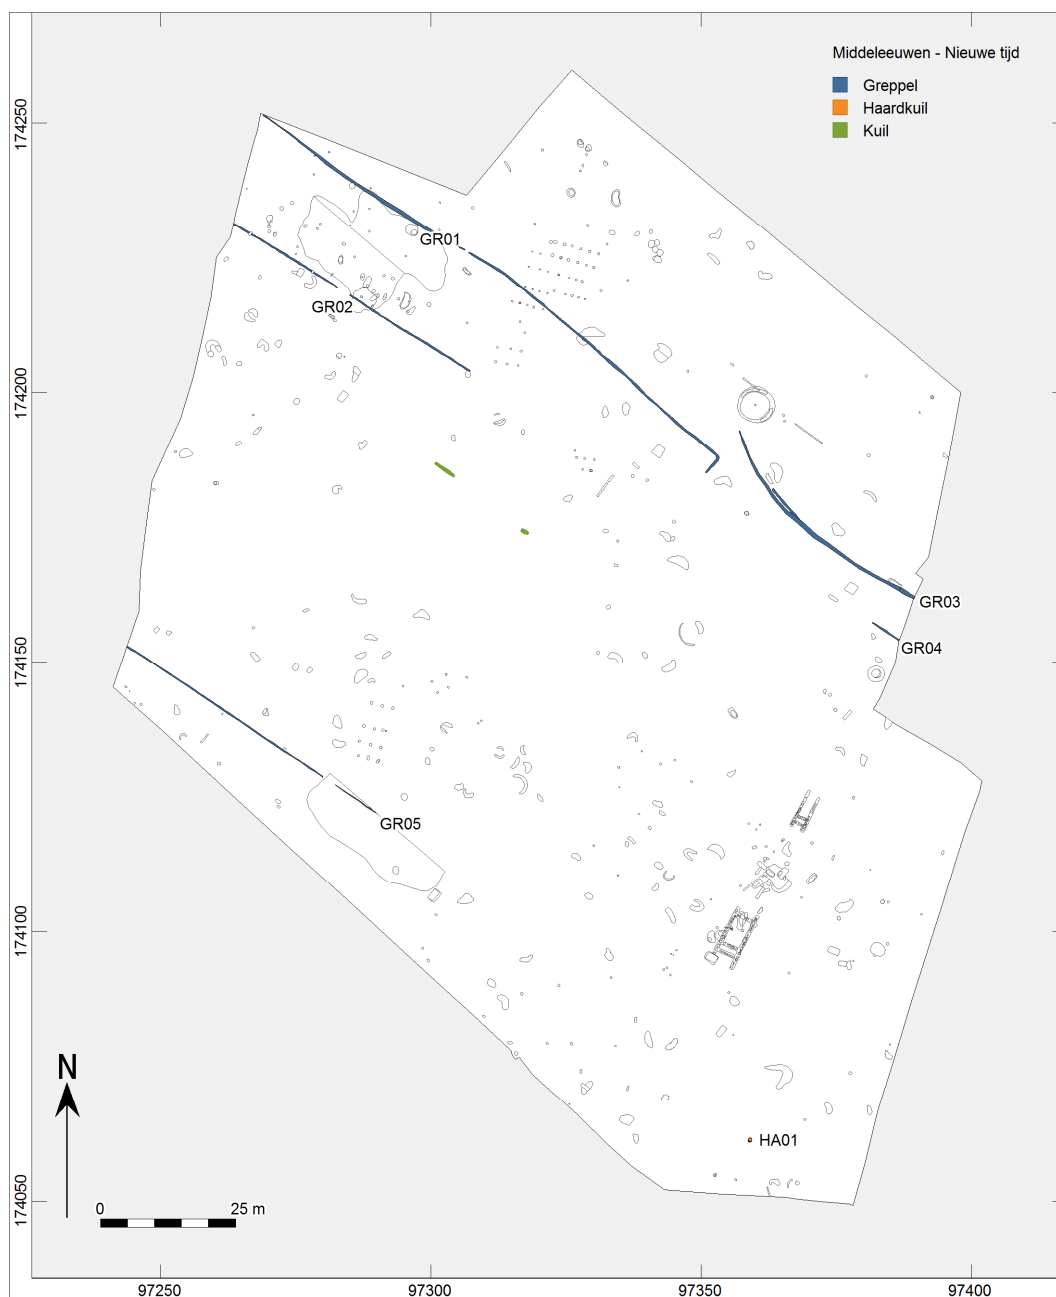 Middeleeuwen - Nieuwe tijd
Greppel
Haardkuil
Kuil
174250
GR01
GR02
174200
GR03
GR04
174150
GR05
174100
N
HA01
0 25 m
174050
97250 97300 97350 97400